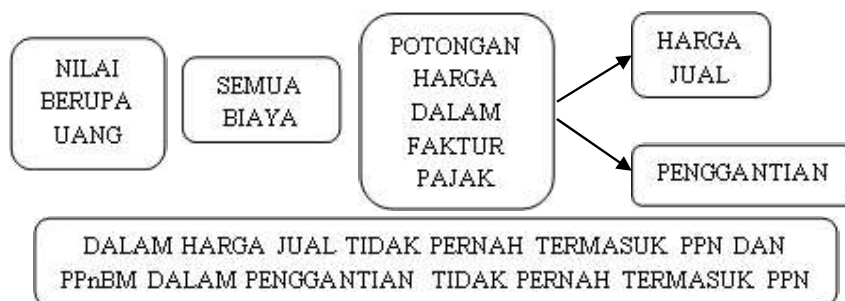 NILAI
BERUPA
UANG
SEMUA
BIAYA
POTONGAN
HARGA
DALAM
FAKTUR
PAJAK
HARGA
JUAL
PENGGANTIAN
DALAM HARGA JUAL TIDAK PERNAH TERMASUK PPN DAN
PPnBM DALAM PENGGANTIAN TIDAK PERNAH TERMASUK PPN